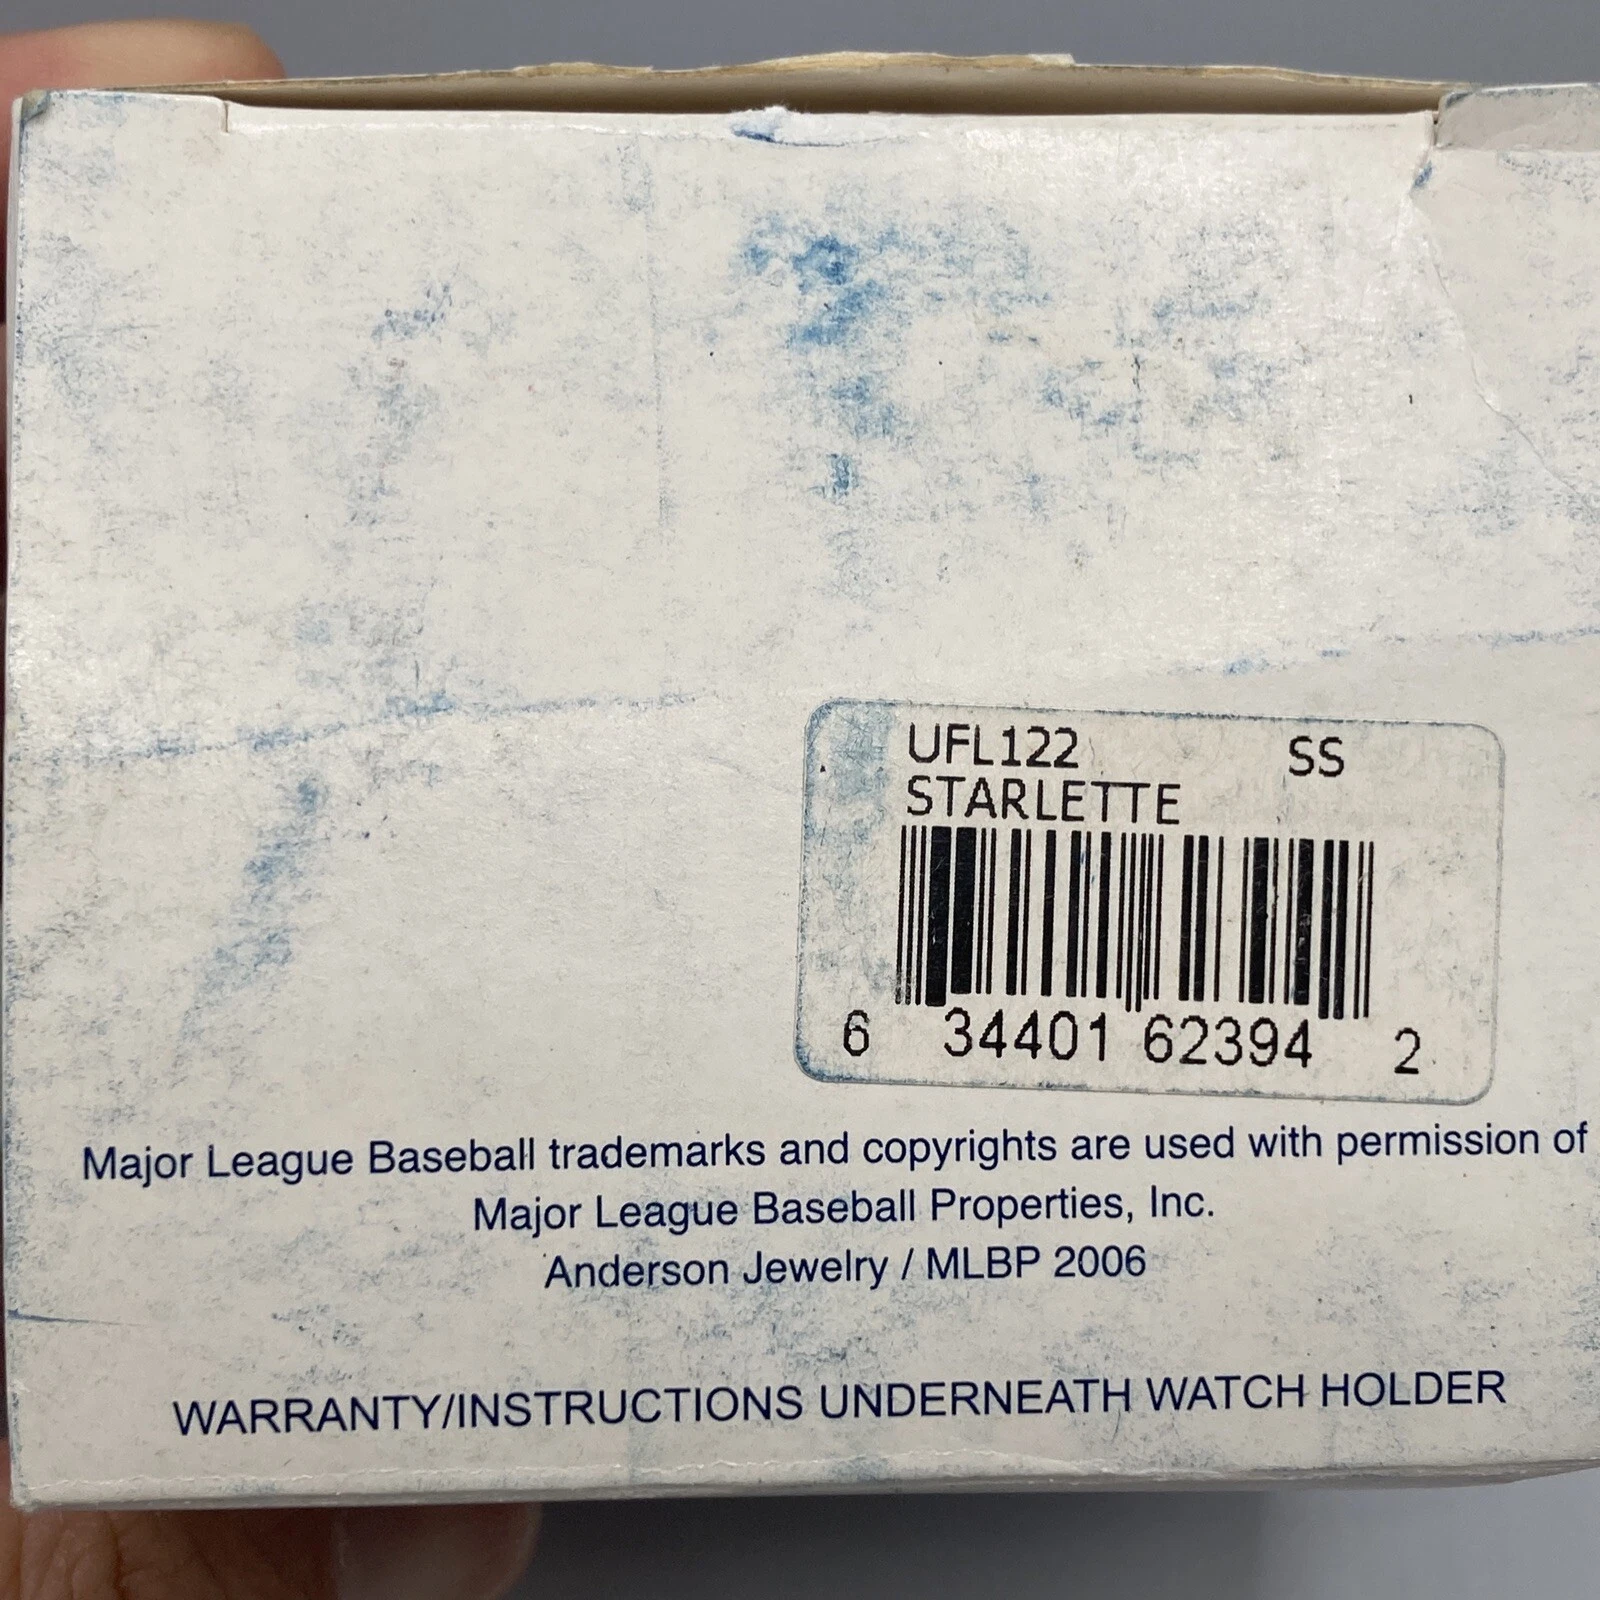 UFL122 SS
STARLETTE
6 34401 62394 2
Major League Baseball trademarks and copyrights are used with permission of
Major League Baseball Properties, Inc.
Anderson Jewelry / MLBP 2006
WARRANTY/INSTRUCTIONS UNDERNEATH WATCH HOLDER